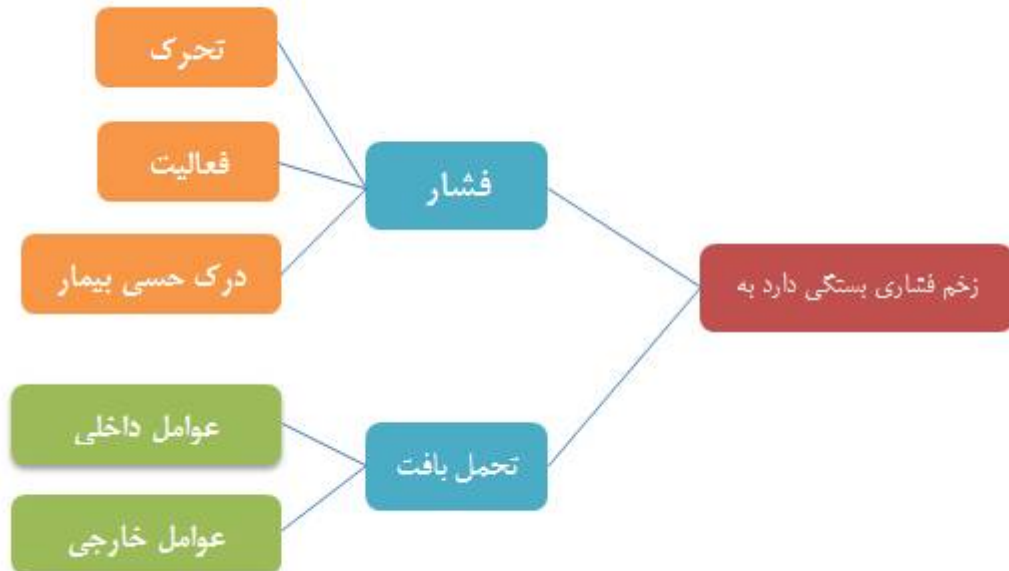 زخم فشاری بستگی دارد به
فشار
تحرک
فعالیت
درک حسی بیمار
تحمل بافت
عوامل داخلی
عوامل خارجی